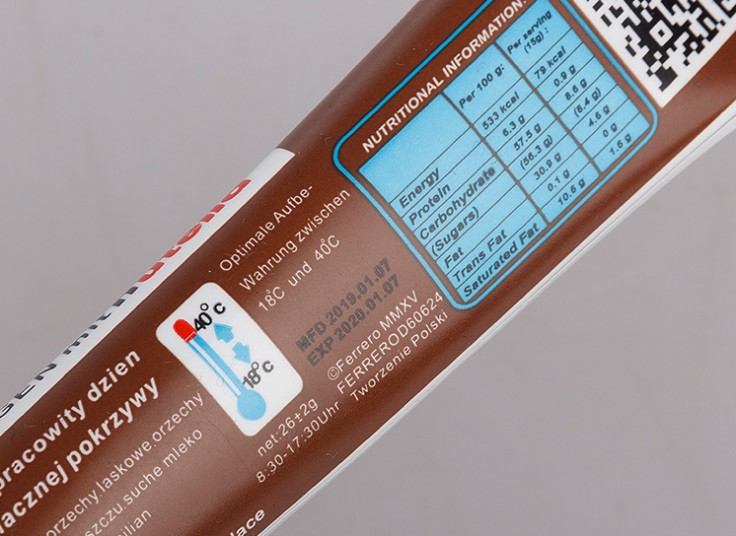 NUTRITIONAL INFORMATION:
Per 100 g: Per serving (15g) :
Energy 533 kcal 79 kcal
Protein 6.3 g 0.9 g
Carbohydrate 57.5 g 8.6 g
(Sugars) (56.3 g) (8.4 g)
Fat 30.9 g 4.6 g
Trans Fat 0.1 g 0 g
Saturated Fat 10.6 g 1.6 g
Optimale Aufbe-
Wahrung zwischen
18°C und 40°C
MFD 2019.01.07
EXP 2020.01.07
©Ferrero MMXV
FERREROD60624
Tworzenie Polski
40°C
18°C
net:26±2g
8:30-17:30Uhr
pracowity dzien
pokrzywy
orzechy,laskowe,orzechy
suche mleko